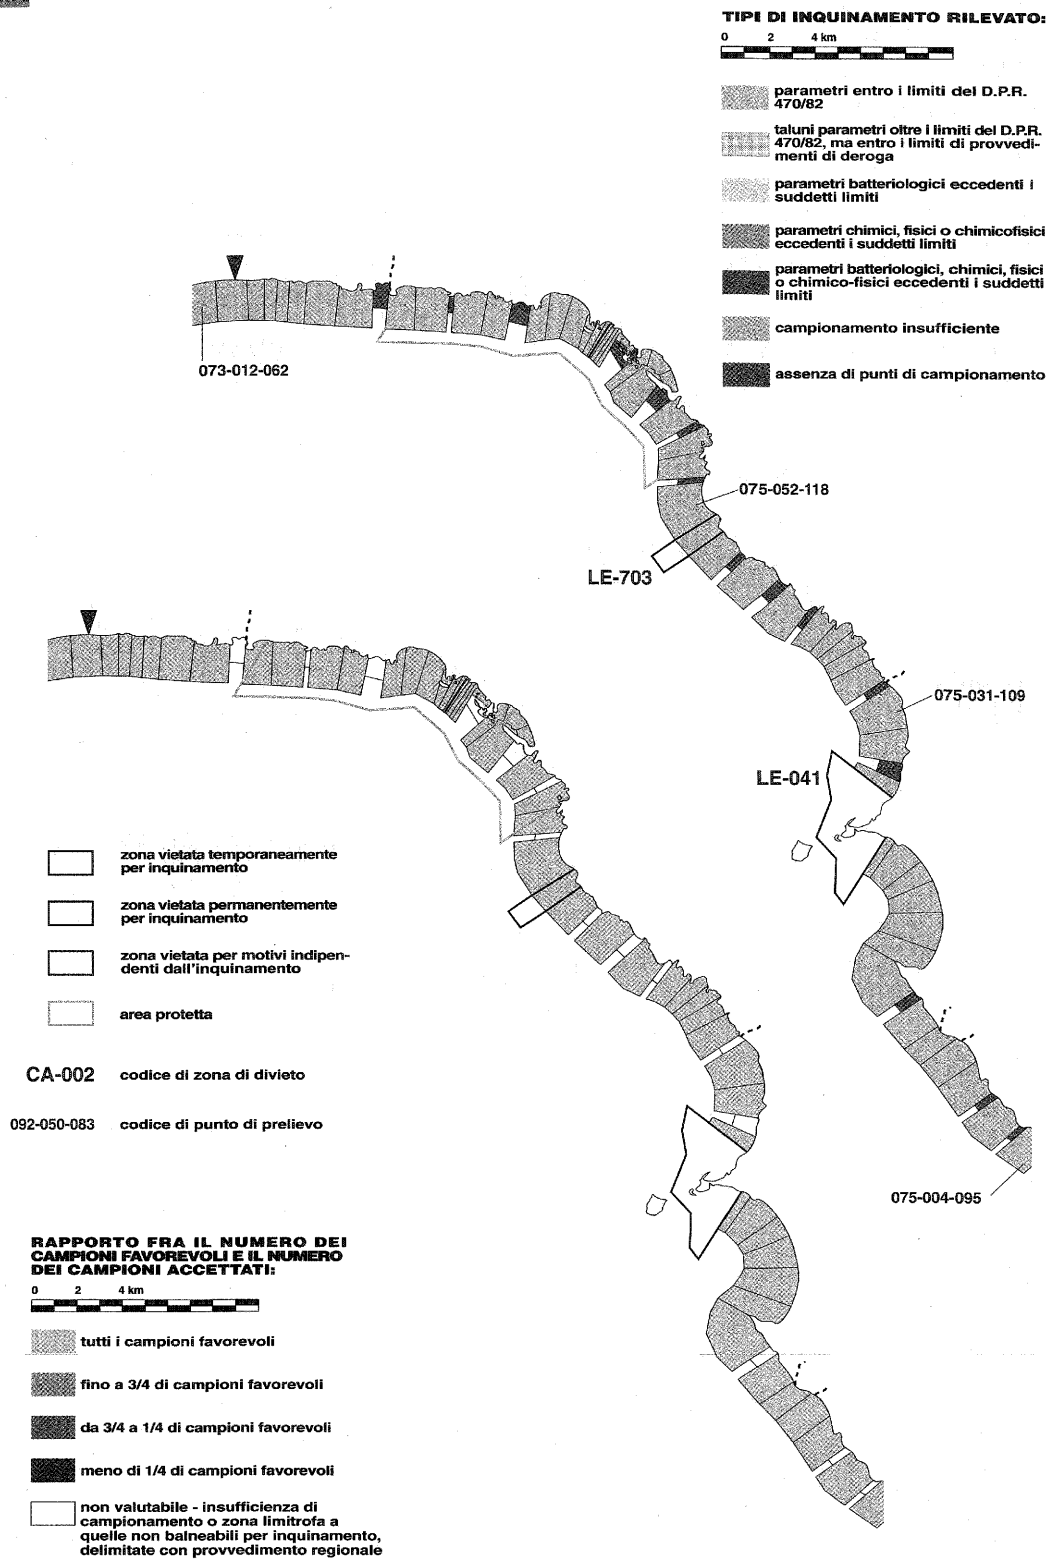 TIPI DI INQUINAMENTO RILEVATO:
0 2 4 km
parametri entro i limiti del D.P.R.
470/82
taluni parametri oltre i limiti del D.P.R.
470/82, ma entro i limiti di provvedi-
menti di deroga
parametri batteriologici eccedenti i
suddetti limiti
parametri chimici, fisici o chimicofisici
eccedenti i suddetti limiti
parametri batteriologici, chimici, fisici
o chimico-fisici eccedenti i suddetti
limiti
campionamento insufficiente
assenza di punti di campionamento
073-012-062
075-052-118
LE-703
075-031-109
LE-041
075-004-095
zona vietata temporaneamente
per inquinamento
zona vietata permanentemente
per inquinamento
zona vietata per motivi indipen-
denti dall'inquinamento
area protetta
CA-002 codice di zona di divieto
092-050-083 codice di punto di prelievo
RAPPORTO FRA IL NUMERO DEI
CAMPIONI FAVOREVOLI E IL NUMERO
DEI CAMPIONI ACCETTATI:
0 2 4 km
tutti i campioni favorevoli
fino a 3/4 di campioni favorevoli
da 3/4 a 1/4 di campioni favorevoli
meno di 1/4 di campioni favorevoli
non valutabile - insufficienza di
campionamento o zona limitrofa a
quelle non balneabili per inquinamento,
delimitate con provvedimento regionale